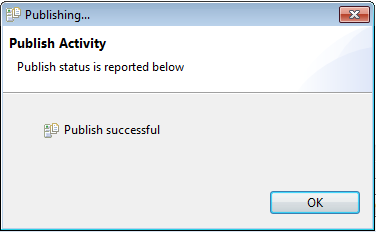 Publishing...
Publish Activity
Publish status is reported below
Publish successful
OK